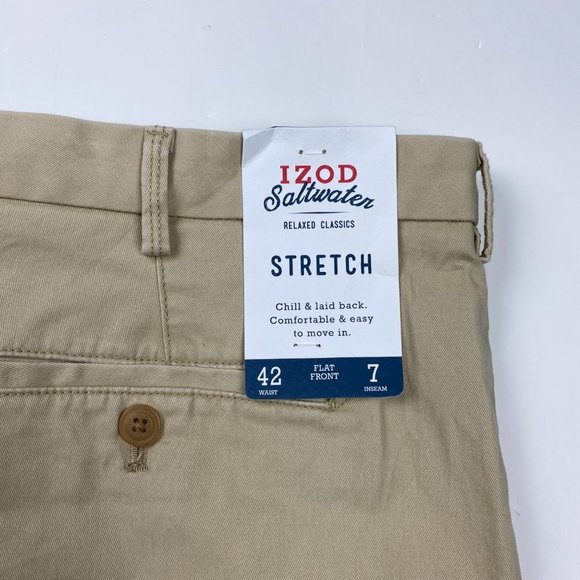 IZOD
Saltwater
RELAXED CLASSICS
STRETCH
Chill & laid back.
Comfortable & easy
to move in.
42 FLAT 7
WAIST FRONT INSEAM